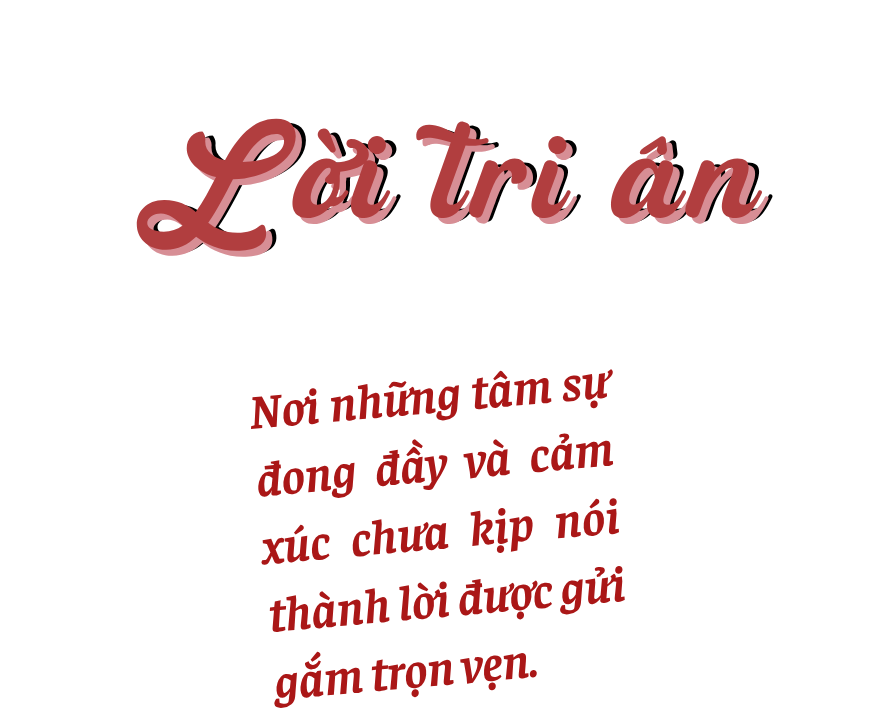 Lời tri ân
Nơi những tâm sự
đong đầy và cảm
xúc chưa kịp nói
thành lời được gửi
gắm trọn vẹn.